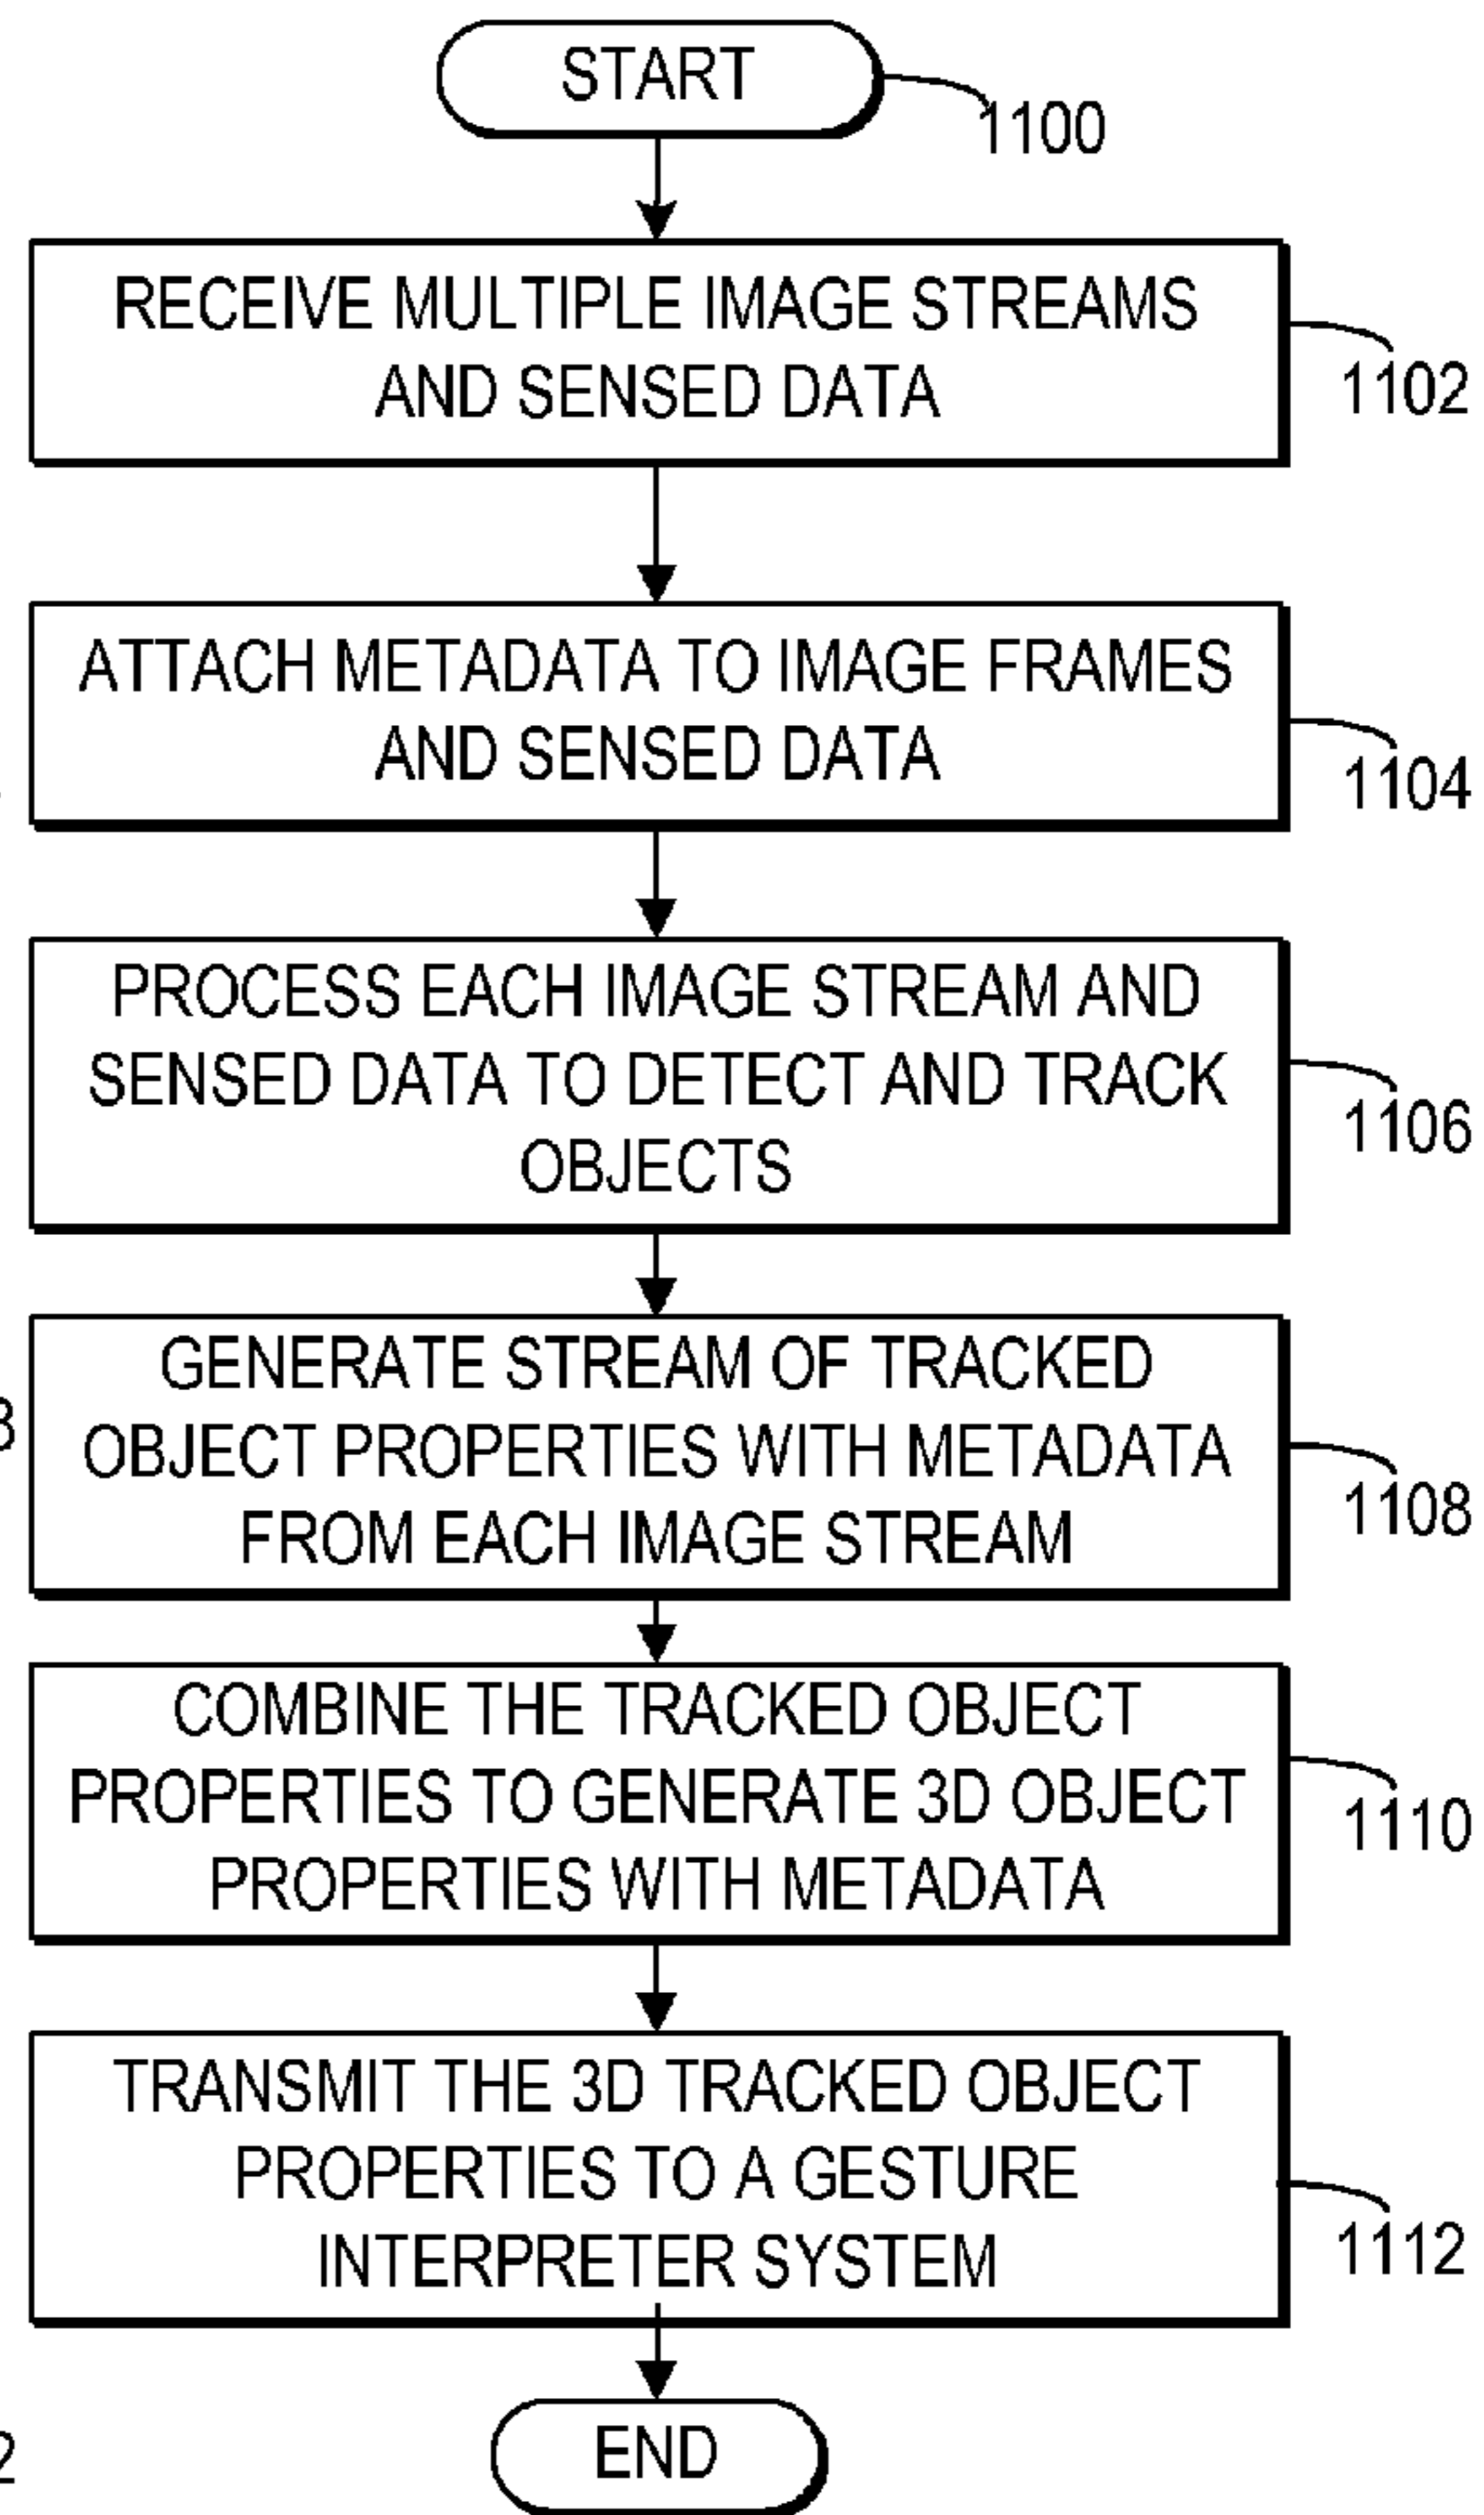 START
1100
RECEIVE MULTIPLE IMAGE STREAMS
AND SENSED DATA
1102
ATTACH METADATA TO IMAGE FRAMES
AND SENSED DATA
1104
PROCESS EACH IMAGE STREAM AND
SENSED DATA TO DETECT AND TRACK
OBJECTS
1106
GENERATE STREAM OF TRACKED
OBJECT PROPERTIES WITH METADATA
FROM EACH IMAGE STREAM
1108
COMBINE THE TRACKED OBJECT
PROPERTIES TO GENERATE 3D OBJECT
PROPERTIES WITH METADATA
1110
TRANSMIT THE 3D TRACKED OBJECT
PROPERTIES TO A GESTURE
INTERPRETER SYSTEM
1112
END